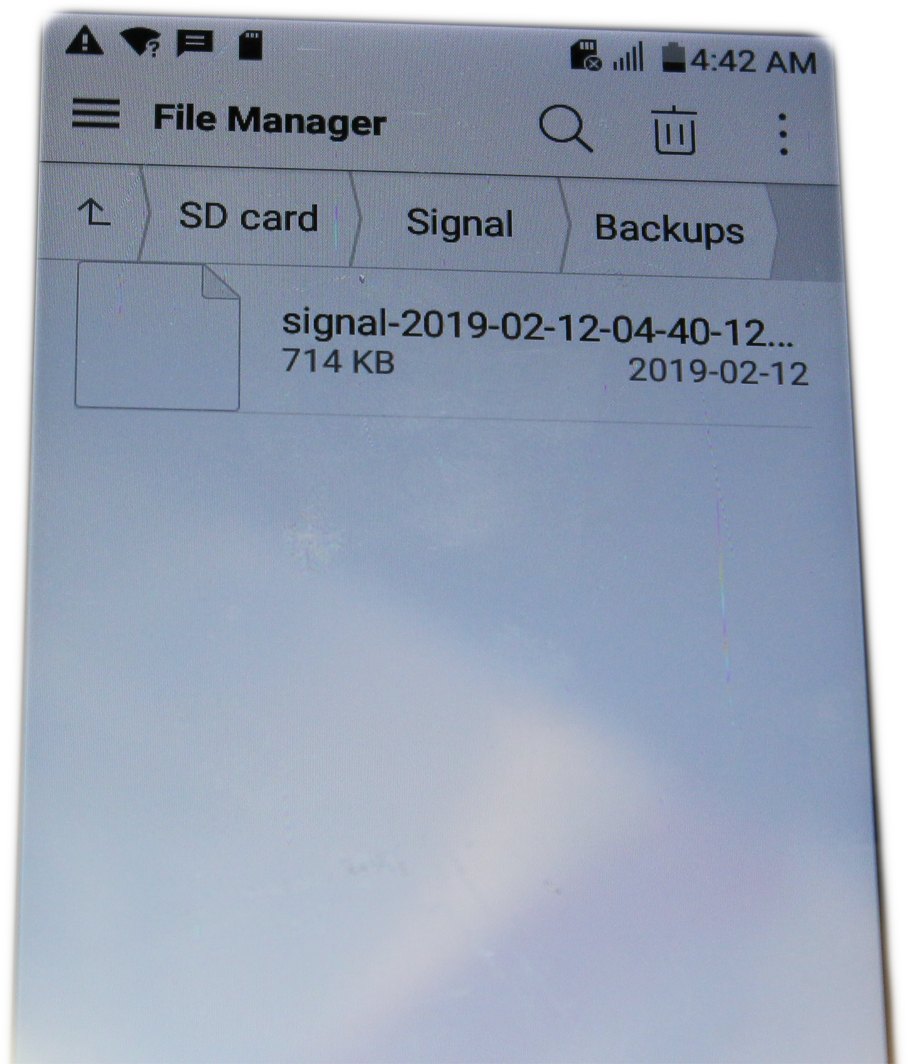 4:42 AM
File Manager
SD card Signal Backups
signal-2019-02-12-04-40-12...
714 KB 2019-02-12